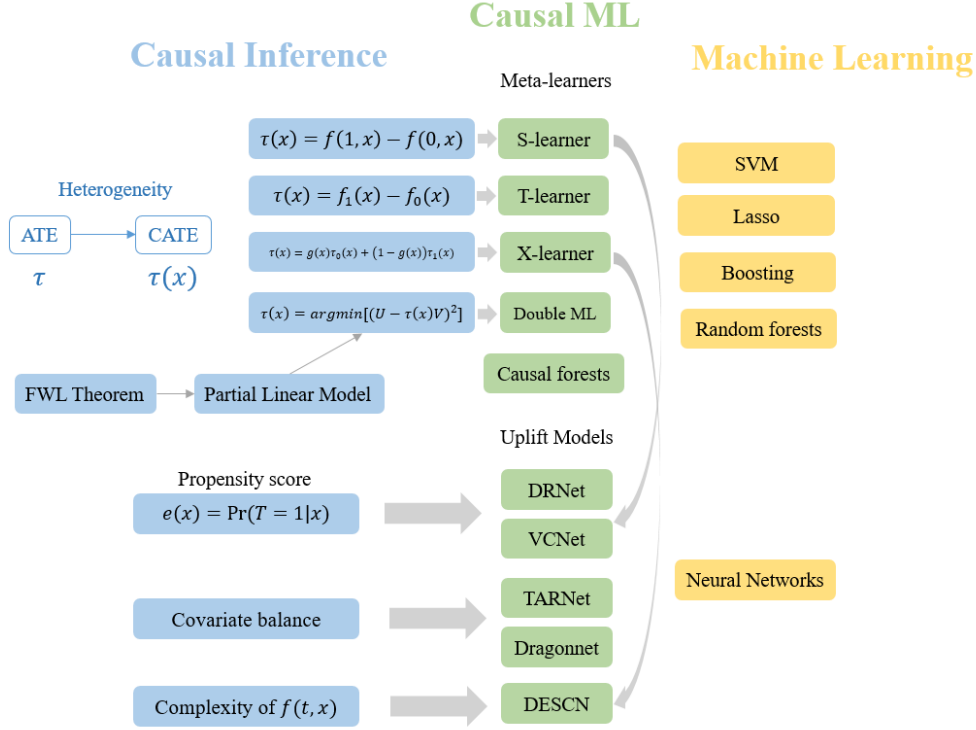 Causal ML
Causal Inference
Machine Learning
Meta-learners
τ(x) = f(1, x) − f(0, x)
S-learner
SVM
τ(x) = f₁(x) − f₀(x)
T-learner
Lasso
Heterogeneity
ATE
CATE
τ
τ(x)
τ(x) = g(x)τ₀(x) + (1 − g(x))τ₁(x)
X-learner
Boosting
τ(x) = argmin[(U − τ(x)V)²]
Double ML
Random forests
Causal forests
FWL Theorem
Partial Linear Model
Uplift Models
Propensity score
e(x) = Pr(T = 1|x)
DRNet
VCNet
Neural Networks
Covariate balance
TARNet
Dragonnet
Complexity of f(t, x)
DESCN